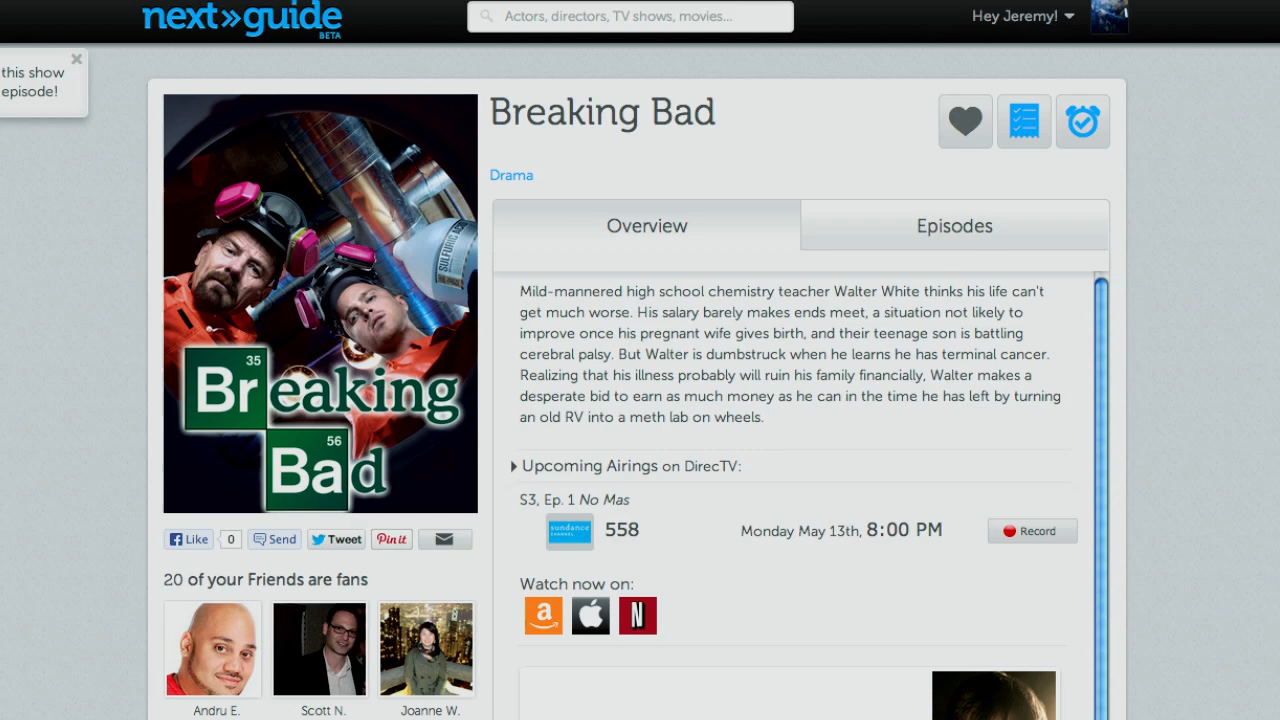 next»guide
BETA
Actors, directors, TV shows, movies...
Hey Jeremy!
this show
episode!
Breaking Bad
Drama
Overview
Episodes
Mild-mannered high school chemistry teacher Walter White thinks his life can't
get much worse. His salary barely makes ends meet, a situation not likely to
improve once his pregnant wife gives birth, and their teenage son is battling
cerebral palsy. But Walter is dumbstruck when he learns he has terminal cancer.
Realizing that his illness probably will ruin his family financially, Walter makes a
desperate bid to earn as much money as he can in the time he has left by turning
an old RV into a meth lab on wheels.
Upcoming Airings on DirecTV:
S3, Ep. 1 No Mas
sundance
CHANNEL
558
Monday May 13th, 8:00 PM
Record
Watch now on:
a
N
SULFURIC ACID
35
Breaking
56
Bad
Like
0
Send
Tweet
Pin it
20 of your Friends are fans
Andru E.
Scott N.
Joanne W.